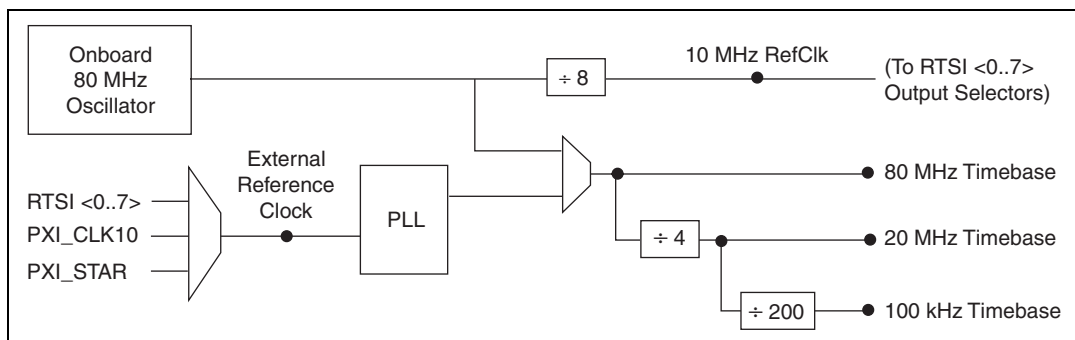 Onboard
80 MHz
Oscillator
÷ 8
10 MHz RefClk
(To RTSI <0..7>
Output Selectors)
External
Reference
Clock
RTSI <0..7>
PXI_CLK10
PXI_STAR
PLL
80 MHz Timebase
÷ 4
20 MHz Timebase
÷ 200
100 kHz Timebase